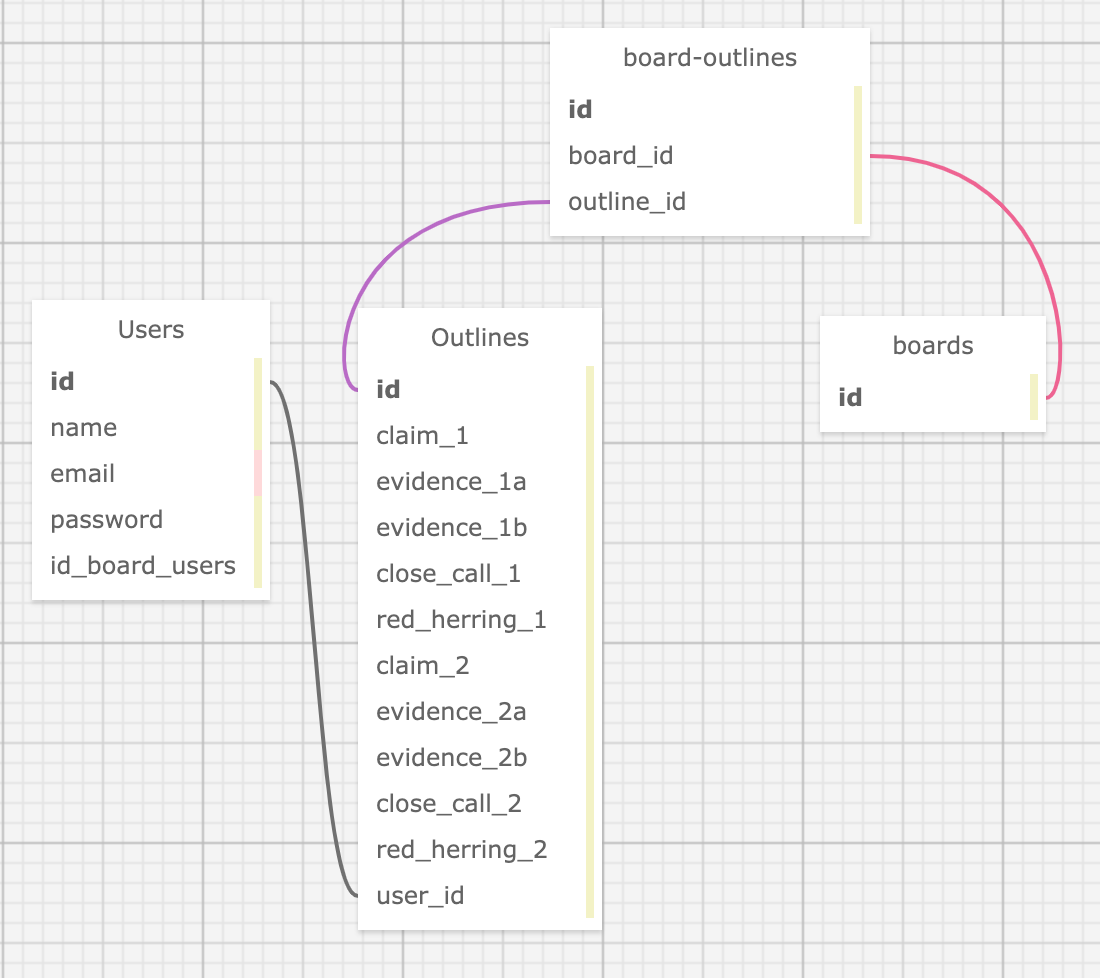 board-outlines
id
board_id
outline_id
Users
id
name
email
password
id_board_users
Outlines
id
claim_1
evidence_1a
evidence_1b
close_call_1
red_herring_1
claim_2
evidence_2a
evidence_2b
close_call_2
red_herring_2
user_id
boards
id